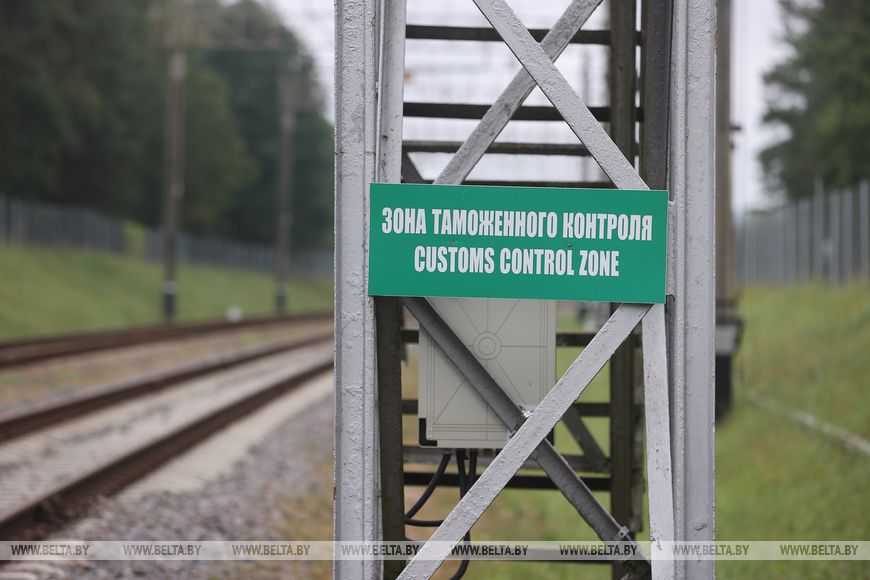 ЗОНА ТАМОЖЕННОГО КОНТРОЛЯ
CUSTOMS CONTROL ZONE
WWW.BELTA.BY WWW.BELTA.BY WWW.BELTA.BY WWW.BELTA.BY WWW.BELTA.BY WWW.BELTA.BY WWW.BELTA.BY WWW.BELTA.BY